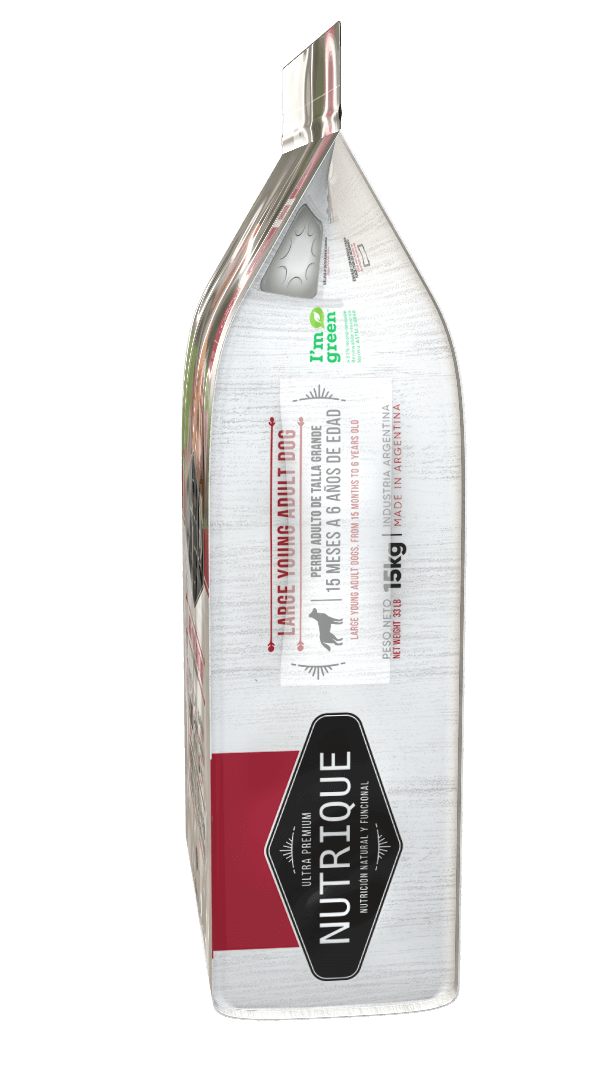 ULTRA PREMIUM
NUTRIQUE
NUTRICIÓN NATURAL Y FUNCIONAL
LARGE YOUNG ADULT DOG
PERRO ADULTO DE TALLA GRANDE
15 MESES A 6 AÑOS DE EDAD
LARGE YOUNG ADULT DOGS, FROM 15 MONTHS TO 6 YEARS OLD
PESO NETO 15kg | INDUSTRIA ARGENTINA
NET WEIGHT 33 LB | MADE IN ARGENTINA
I'm
green